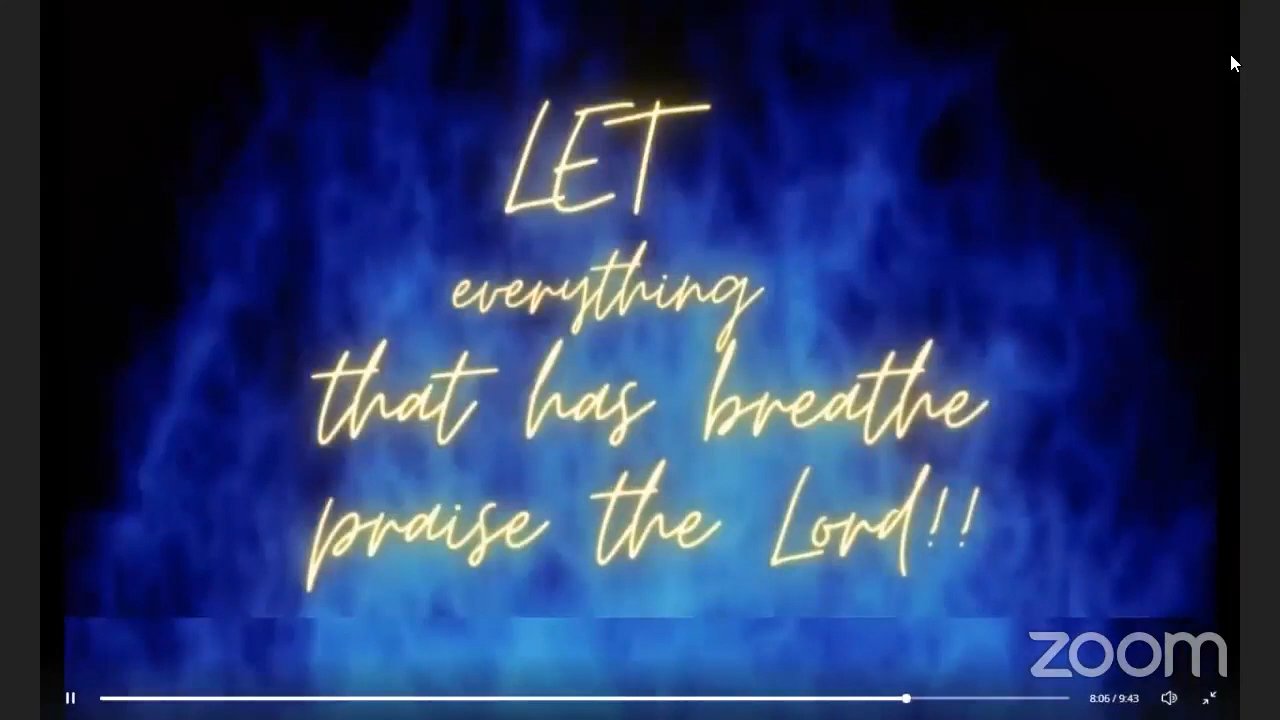 LET
everything
that has breathe
praise the Lord!!
zoom
8:06 / 9:43